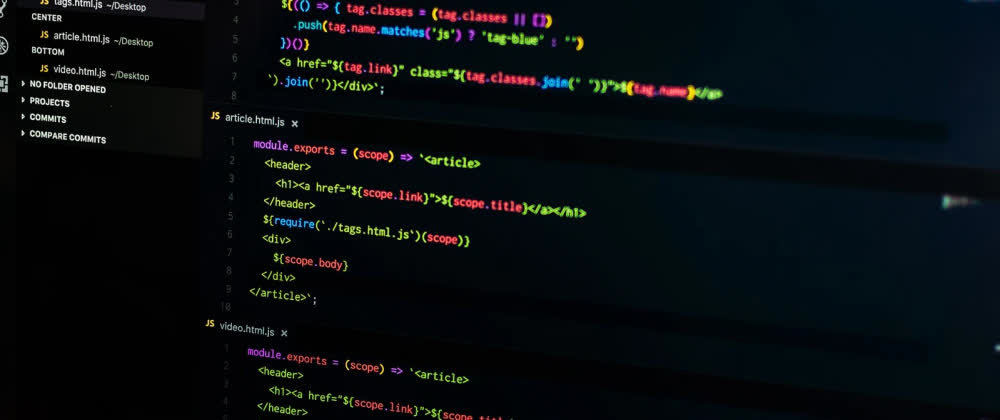 JS tags.html.js ~/Desktop
CENTER
JS article.html.js ~/Desktop
BOTTOM
JS video.html.js ~/Desktop
NO FOLDER OPENED
PROJECTS
COMMITS
COMPARE COMMITS
3 ${(() => { tag.classes = (tag.classes || [])
4 .push(tag.name.matches('js') ? 'tag-blue' : '')
5 })()}
6 <a href="${tag.link}" class="${tag.classes.join(' ')}">${tag.name}</a>
7 `).join('')}</div>`;
8
JS article.html.js ×
1 module.exports = (scope) => `<article>
2 <header>
3 <h1><a href="${scope.link}">${scope.title}</a></h1>
4 </header>
5 ${require('./tags.html.js')(scope)}
6 <div>
7 ${scope.body}
8 </div>
9 </article>`;
10
JS video.html.js ×
1 module.exports = (scope) => `<article>
2 <header>
3 <h1><a href="${scope.link}">${scope.title
4 </header>